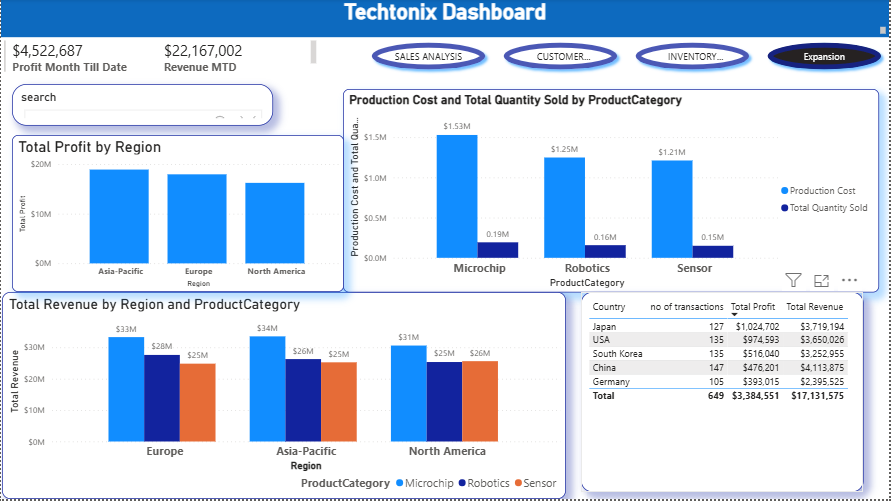 Techtonix Dashboard
$4,522,687
Profit Month Till Date
$22,167,002
Revenue MTD
SALES ANALYSIS
CUSTOMER...
INVENTORY...
Expansion
search
Total Profit by Region
Total Profit
$20M
$10M
$0M
Asia-Pacific
Europe
North America
Region
Production Cost and Total Quantity Sold by ProductCategory
Production Cost and Total Qua...
$1.5M
$1.0M
$0.5M
$0.0M
$1.53M
0.19M
$1.25M
0.16M
$1.21M
0.15M
Microchip
Robotics
Sensor
ProductCategory
Production Cost
Total Quantity Sold
Total Revenue by Region and ProductCategory
Total Revenue
$30M
$20M
$10M
$0M
$33M
$28M
$25M
$34M
$26M
$25M
$31M
$25M
$26M
Europe
Asia-Pacific
North America
Region
ProductCategory Microchip Robotics Sensor
Country no of transactions Total Profit Total Revenue
Japan 127 $1,024,702 $3,719,194
USA 135 $974,593 $3,650,026
South Korea 135 $516,040 $3,252,955
China 147 $476,201 $4,113,875
Germany 105 $393,015 $2,395,525
Total 649 $3,384,551 $17,131,575